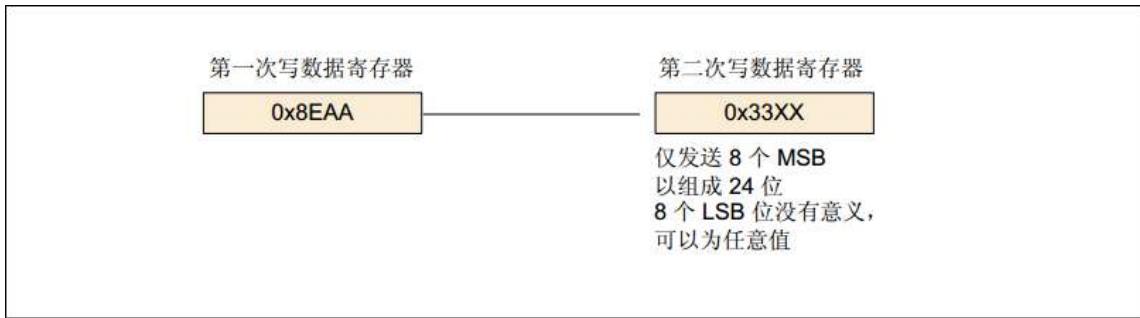 第一次写数据寄存器
第二次写数据寄存器
0x8EAA
0x33XX
仅发送 8 个 MSB
以组成 24 位
8 个 LSB 位没有意义，
可以为任意值